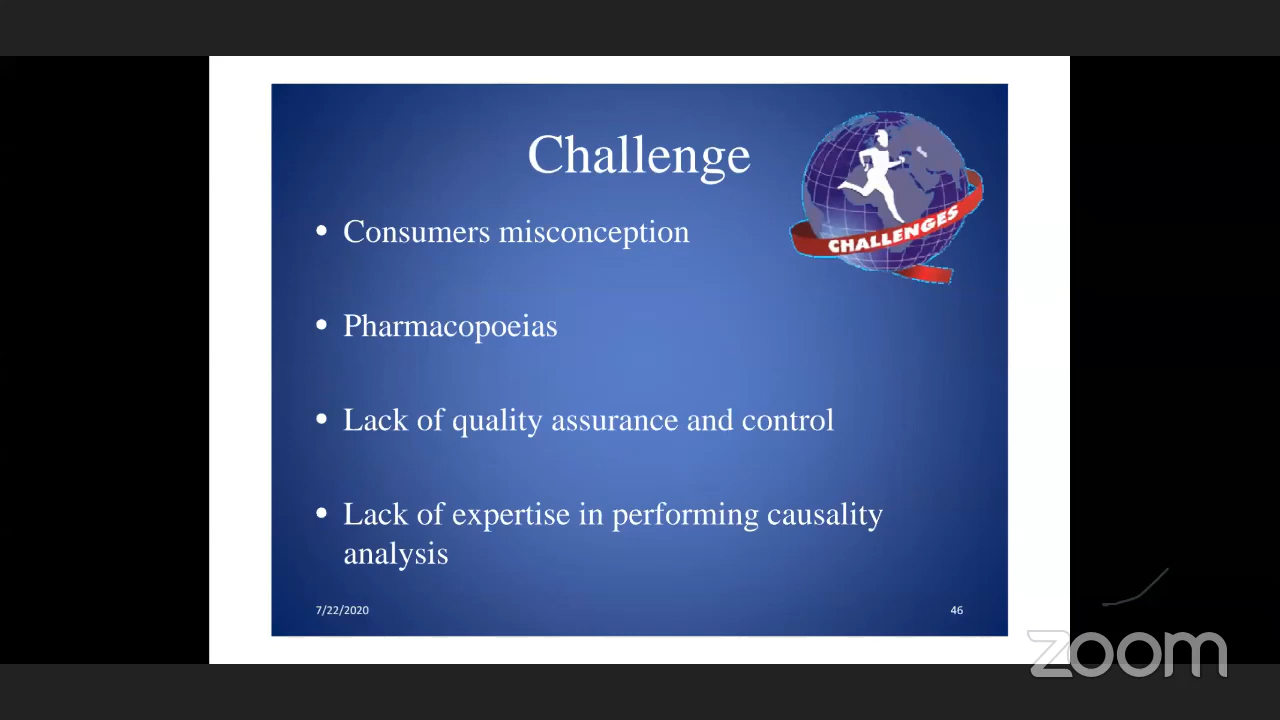 Challenge
CHALLENGES
• Consumers misconception
• Pharmacopoeias
• Lack of quality assurance and control
• Lack of expertise in performing causality
analysis
7/22/2020
46
zoom